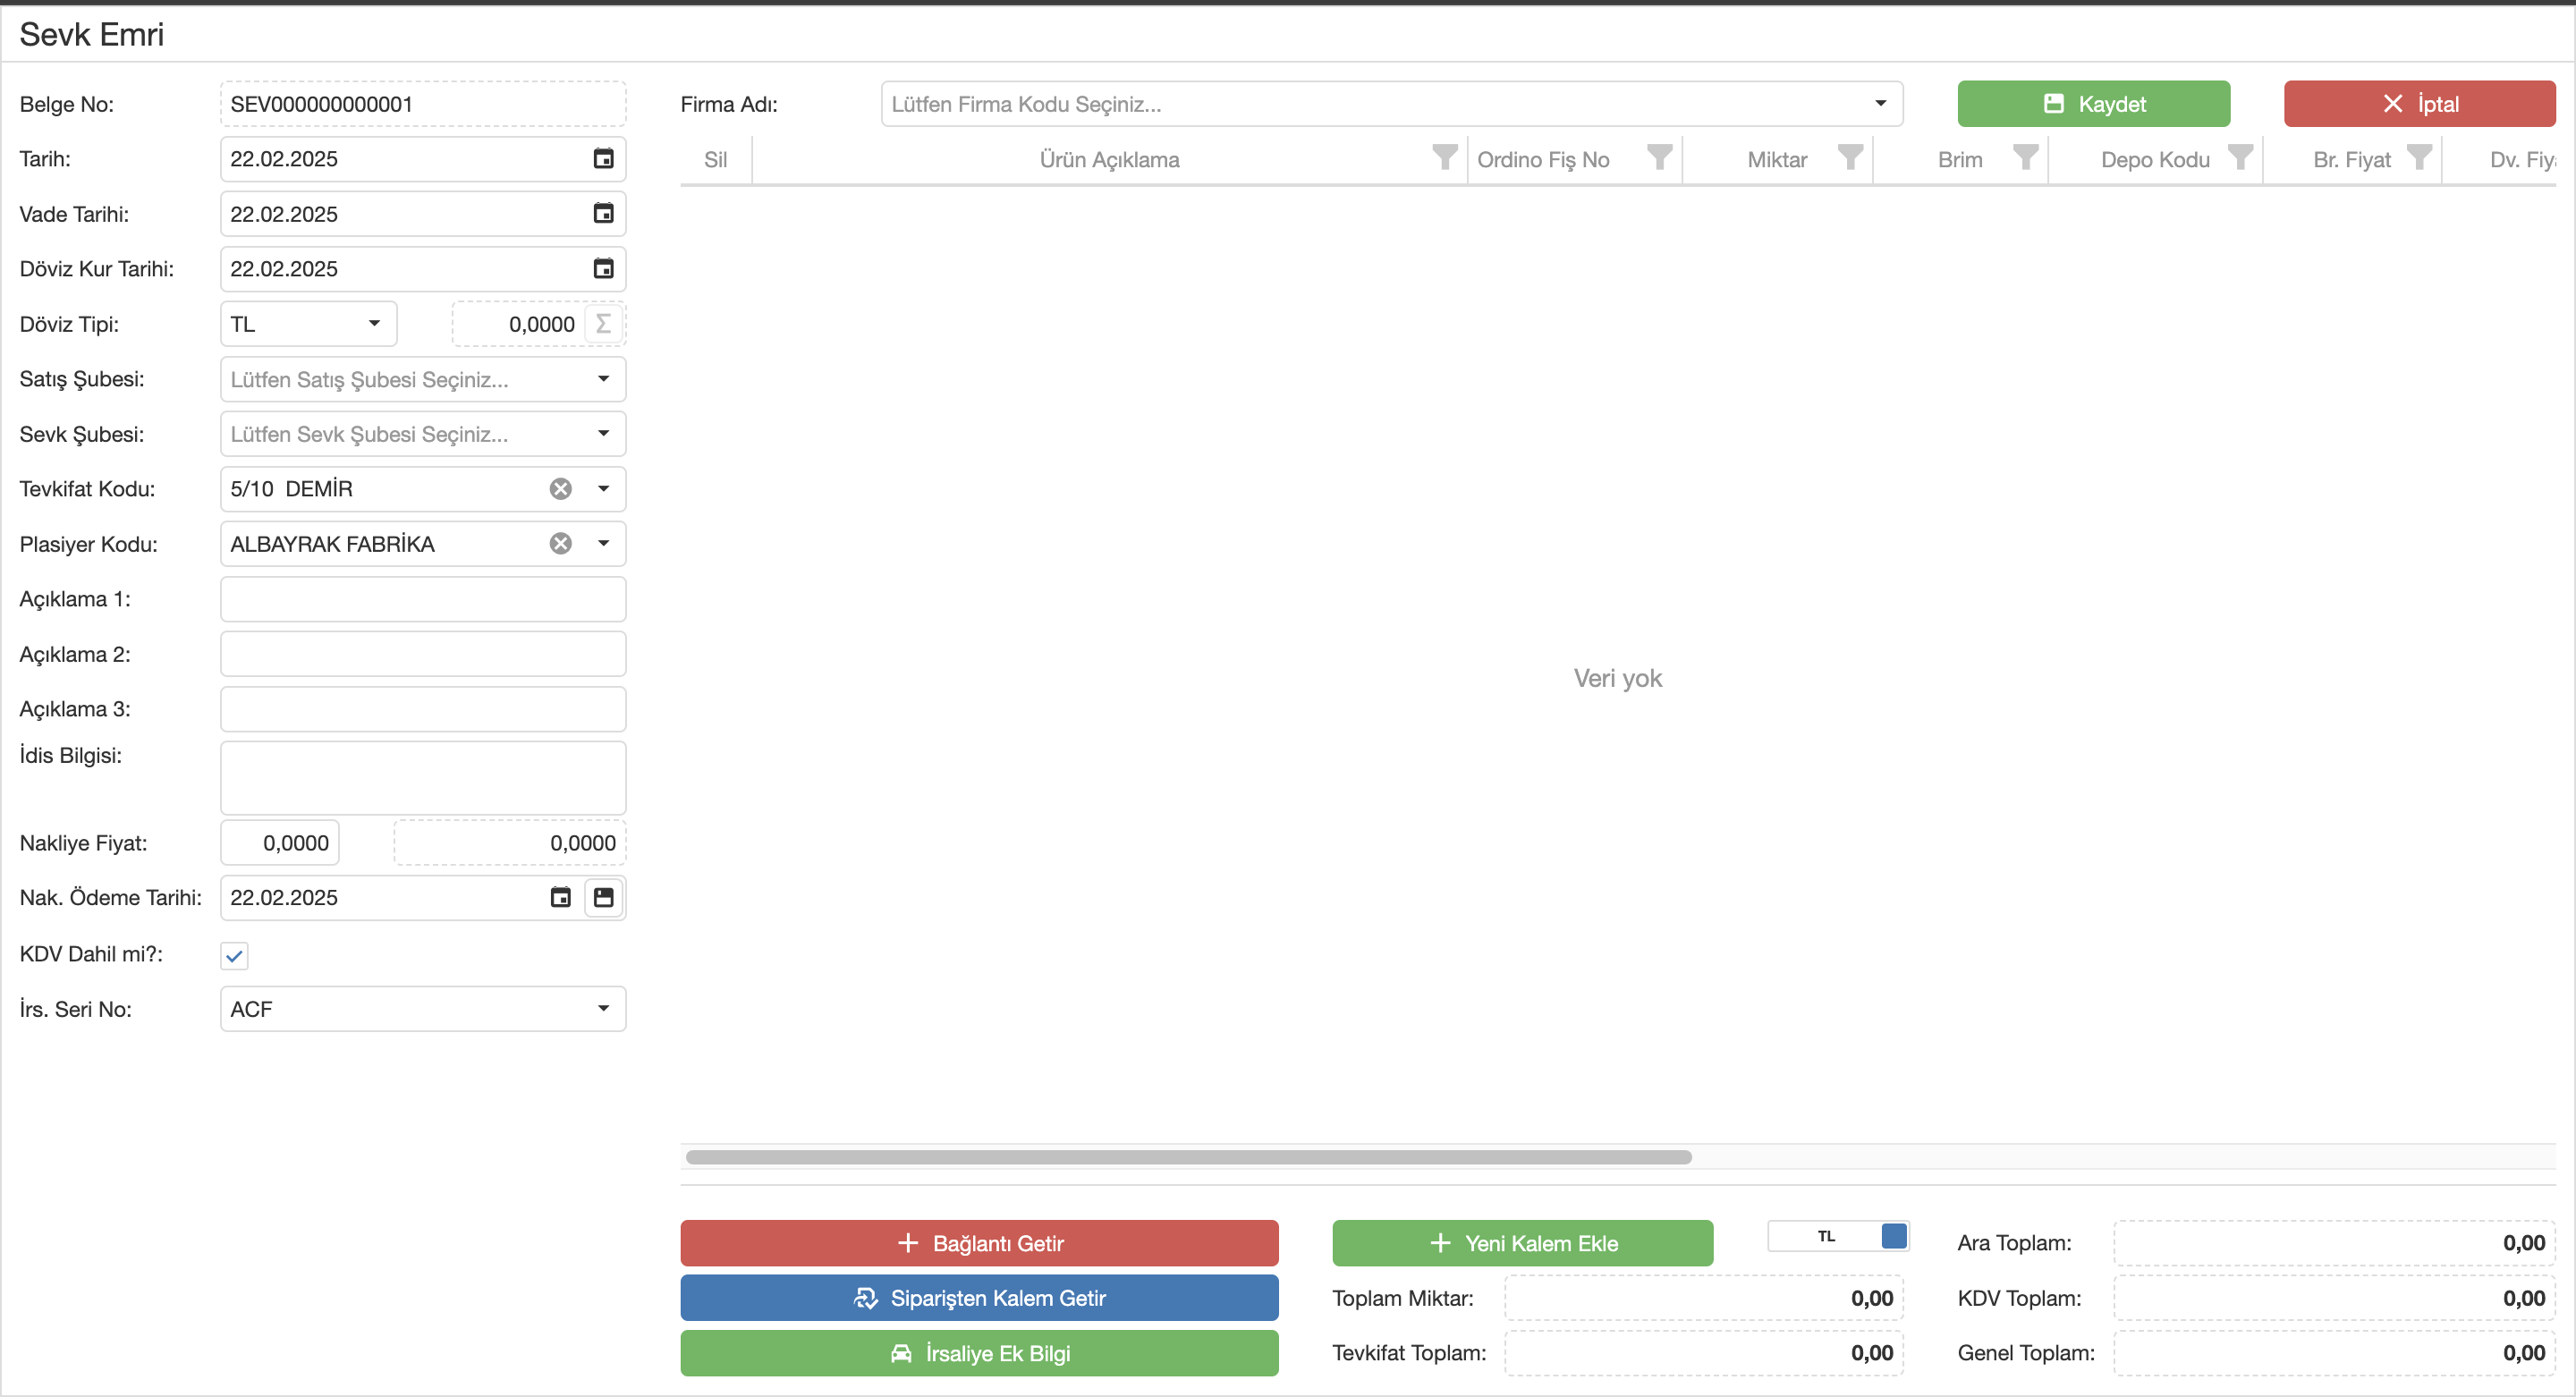 Sevk Emri
Belge No: SEV000000000001
Tarih: 22.02.2025
Vade Tarihi: 22.02.2025
Döviz Kur Tarihi: 22.02.2025
Döviz Tipi: TL 0,0000 Σ
Satış Şubesi: Lütfen Satış Şubesi Seçiniz...
Sevk Şubesi: Lütfen Sevk Şubesi Seçiniz...
Tevkifat Kodu: 5/10 DEMİR
Plasiyer Kodu: ALBAYRAK FABRİKA
Açıklama 1:
Açıklama 2:
Açıklama 3:
İdis Bilgisi:
Nakliye Fiyat: 0,0000 0,0000
Nak. Ödeme Tarihi: 22.02.2025
KDV Dahil mi?:
İrs. Seri No: ACF
Firma Adı: Lütfen Firma Kodu Seçiniz... Kaydet İptal
Sil Ürün Açıklama Ordino Fiş No Miktar Brim Depo Kodu Br. Fiyat Dv. Fiy
Veri yok
Bağlantı Getir Yeni Kalem Ekle TL Ara Toplam: 0,00
Siparişten Kalem Getir Toplam Miktar: 0,00 KDV Toplam: 0,00
İrsaliye Ek Bilgi Tevkifat Toplam: 0,00 Genel Toplam: 0,00